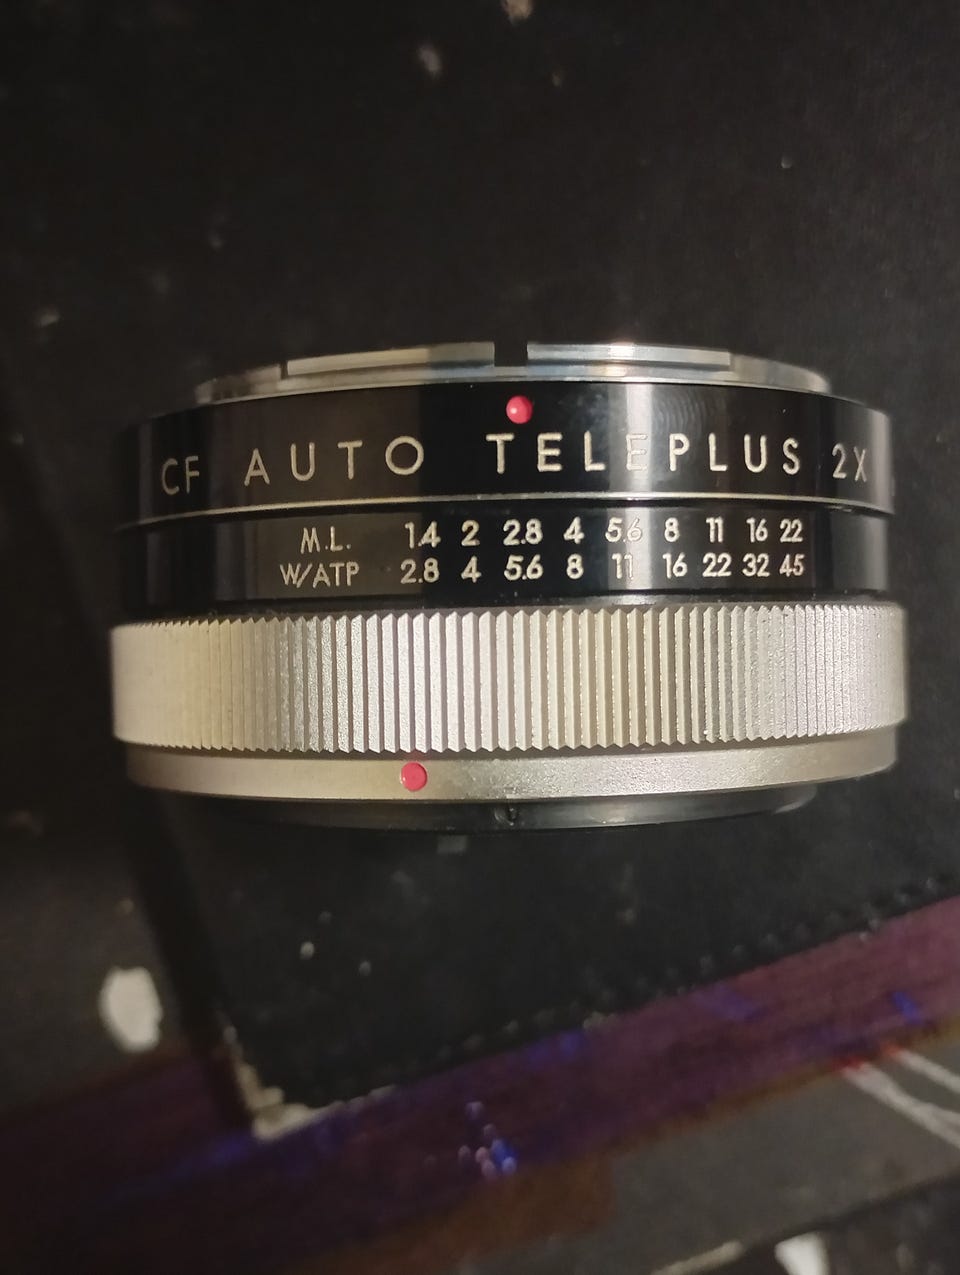 CF AUTO TELEPLUS 2X
M.L. 1.4 2 2.8 4 5.6 8 11 16 22
W/ATP 2.8 4 5.6 8 11 16 22 32 45